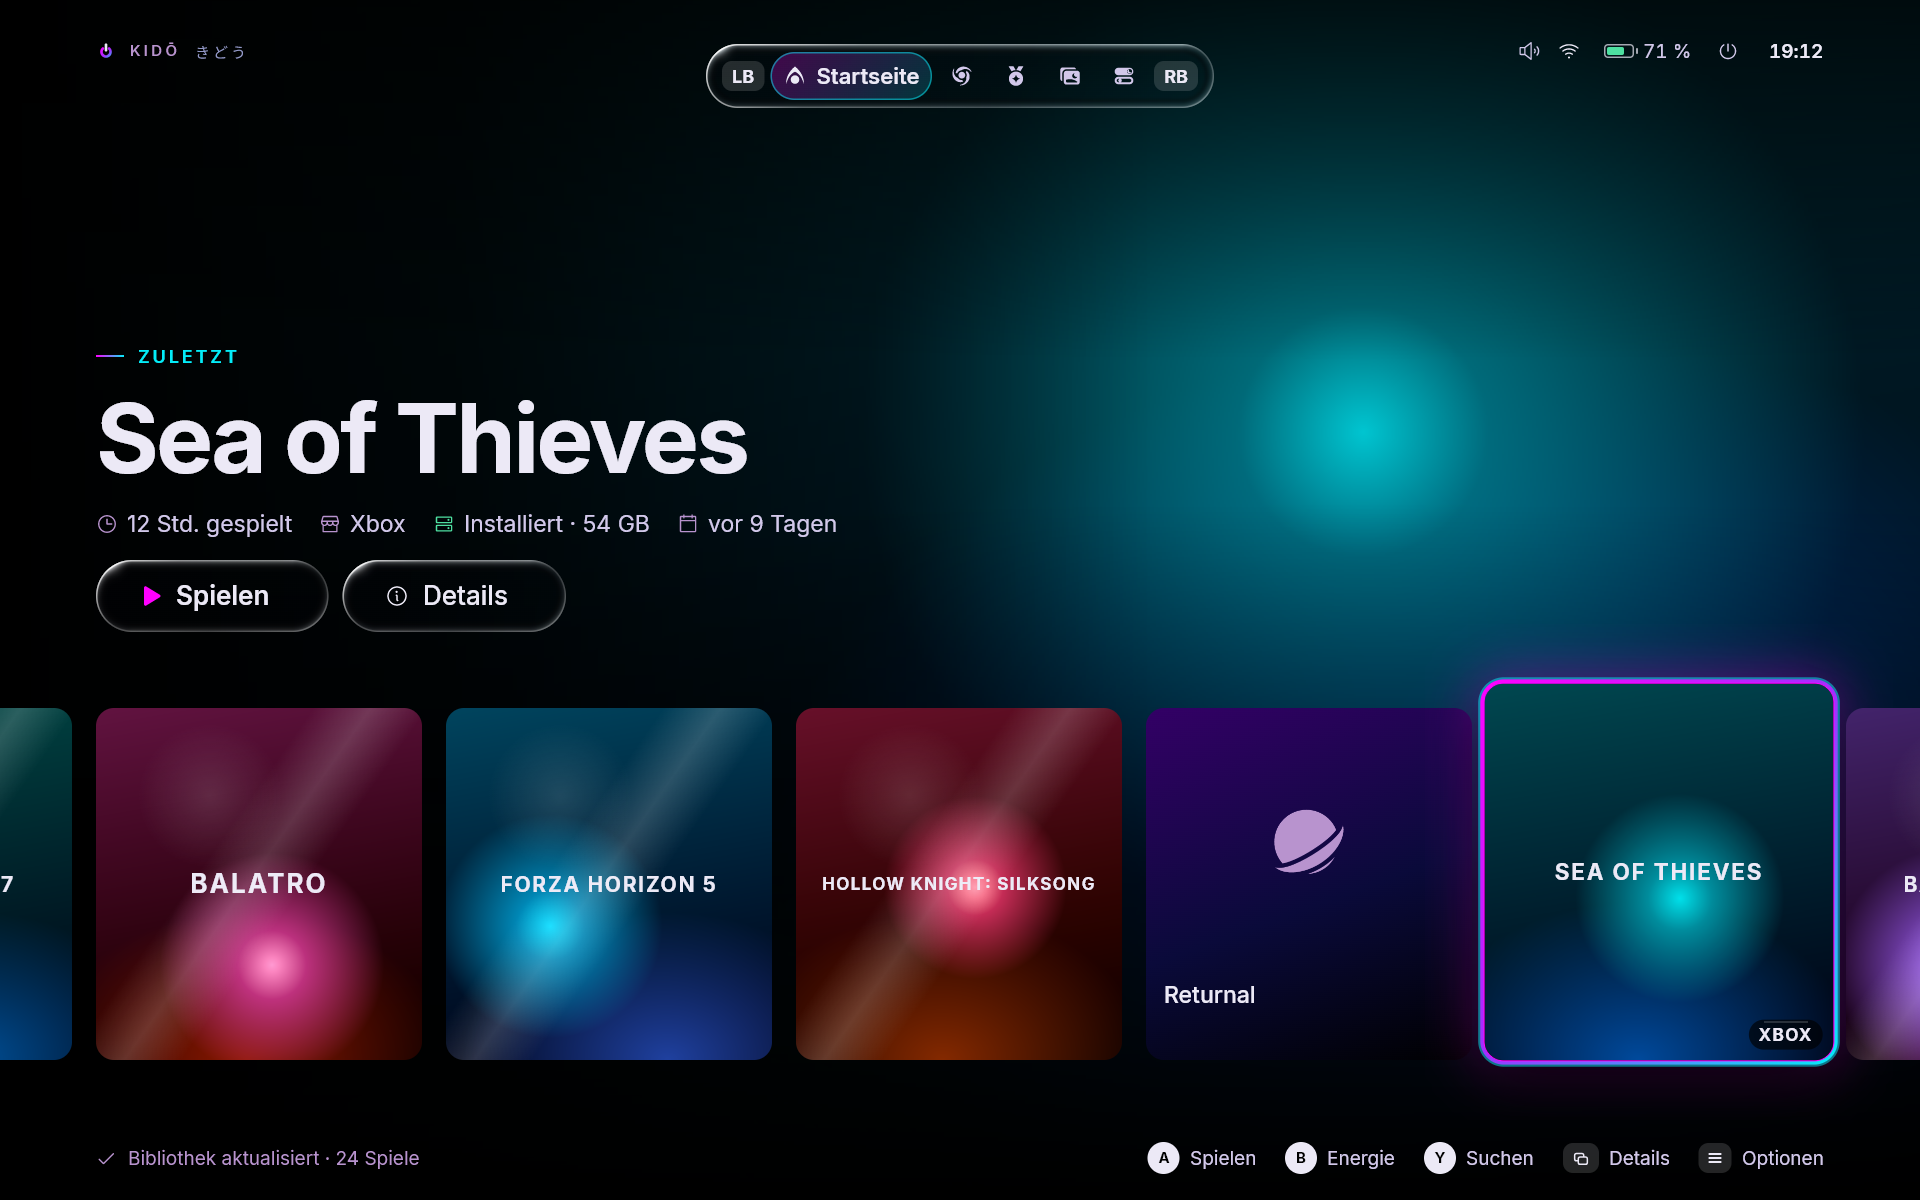 KIDŌ きどう
LB Startseite RB
71 % 19:12
ZULETZT
Sea of Thieves
12 Std. gespielt Xbox Installiert · 54 GB vor 9 Tagen
Spielen Details
7
BALATRO
FORZA HORIZON 5
HOLLOW KNIGHT: SILKSONG
Returnal
SEA OF THIEVES
XBOX
B
Bibliothek aktualisiert · 24 Spiele
A Spielen B Energie Y Suchen Details Optionen